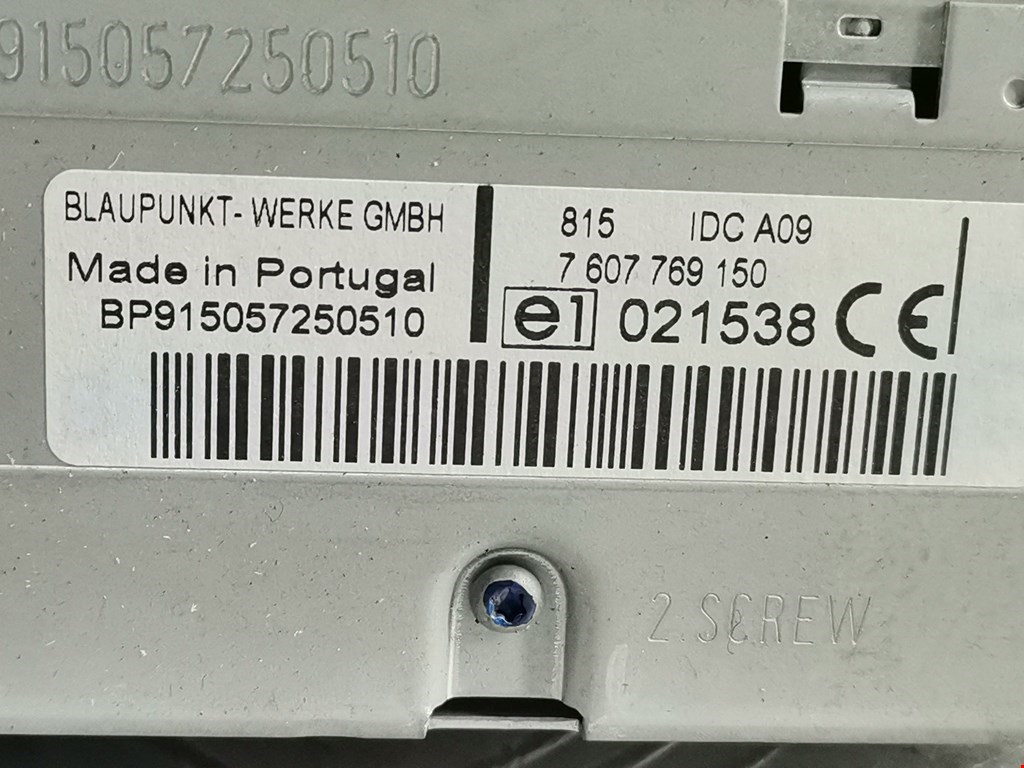 915057250510
BLAUPUNKT- WERKE GMBH
Made in Portugal
BP915057250510
815 IDC A09
7 607 769 150
e1 021538 CE
2. SCREW